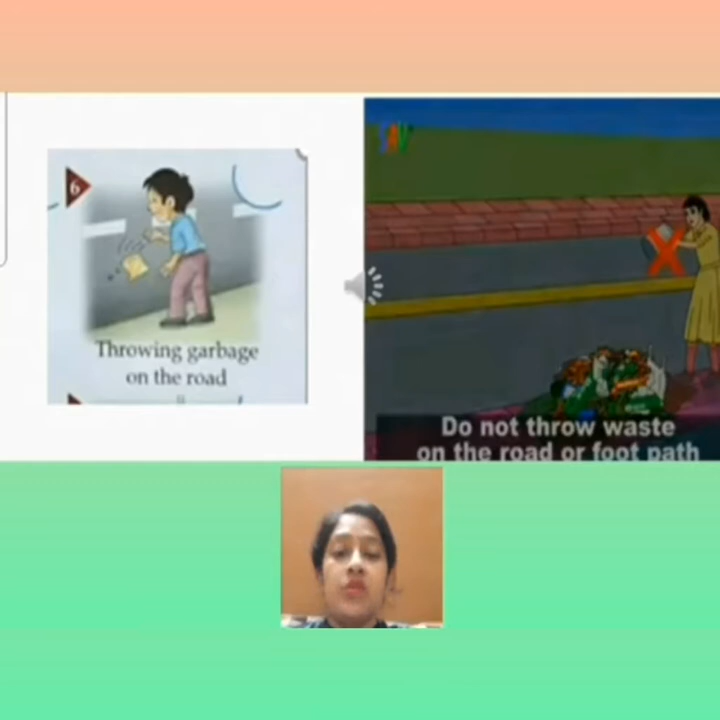 6
Throwing garbage
on the road
Do not throw waste
on the road or foot path